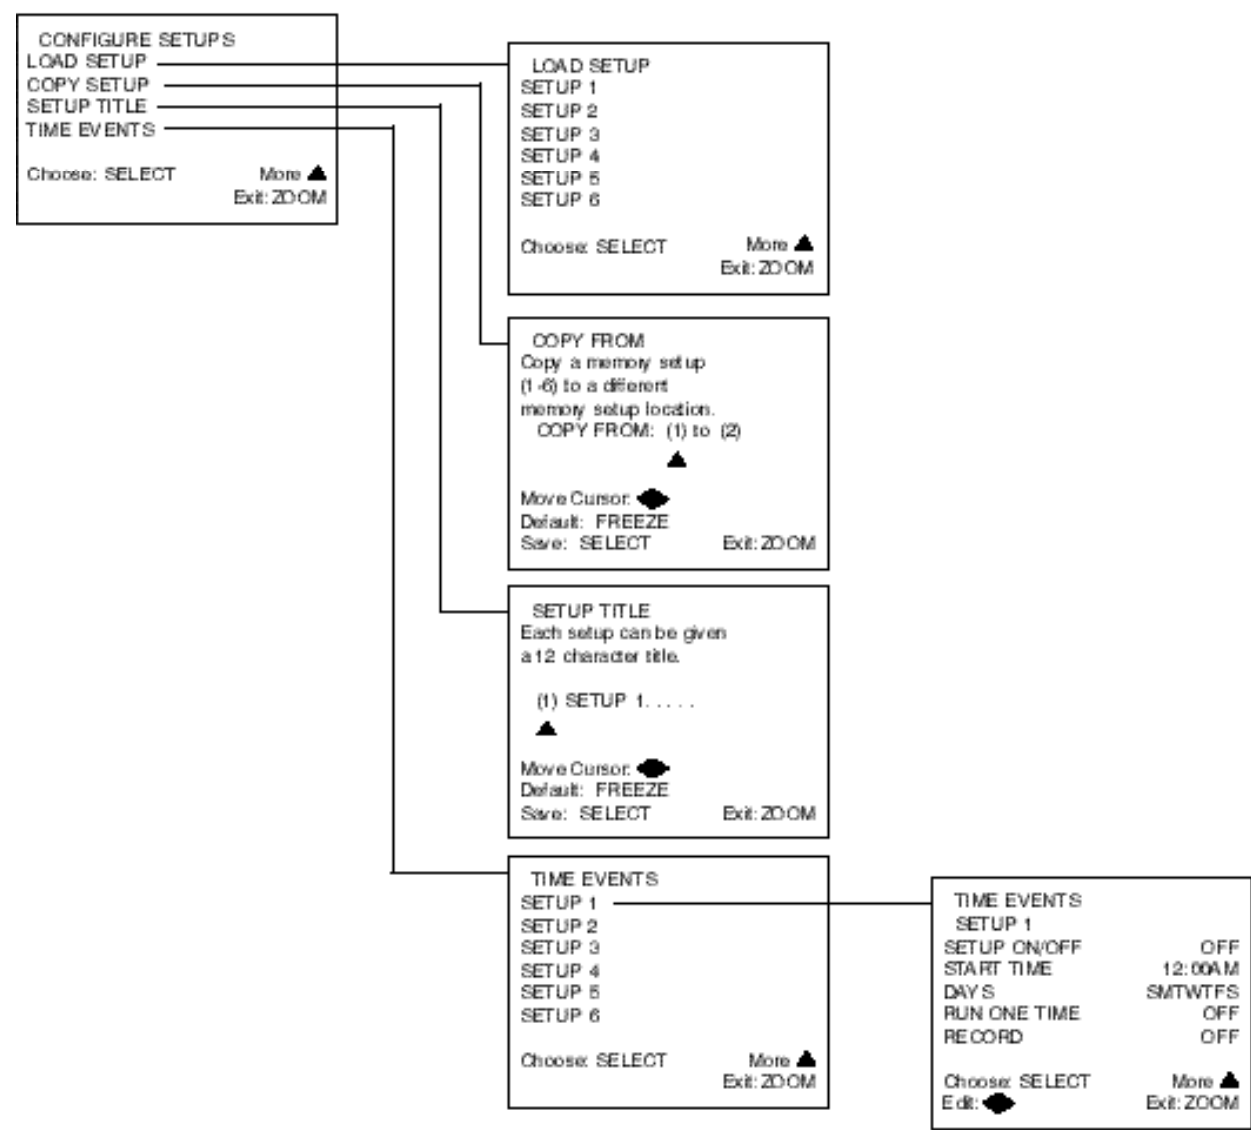 CONFIGURE SETUPS
LOAD SETUP
COPY SETUP
SETUP TITLE
TIME EVENTS
Choose: SELECT More
Exit: ZOOM
LOAD SETUP
SETUP 1
SETUP 2
SETUP 3
SETUP 4
SETUP 5
SETUP 6
Choose: SELECT More
Exit: ZOOM
COPY FROM
Copy a memory setup
(1-6) to a different
memory setup location.
COPY FROM: (1) to (2)
Move Cursor:
Default: FREEZE
Save: SELECT Exit: ZOOM
SETUP TITLE
Each setup can be given
a 12 character title.
(1) SETUP 1. . . . .
Move Cursor:
Default: FREEZE
Save: SELECT Exit: ZOOM
TIME EVENTS
SETUP 1
SETUP 2
SETUP 3
SETUP 4
SETUP 5
SETUP 6
Choose: SELECT More
Exit: ZOOM
TIME EVENTS
SETUP 1
SETUP ON/OFF OFF
START TIME 12:00AM
DAYS SMTWTFS
RUN ONE TIME OFF
RECORD OFF
Choose: SELECT More
Edit: Exit: ZOOM